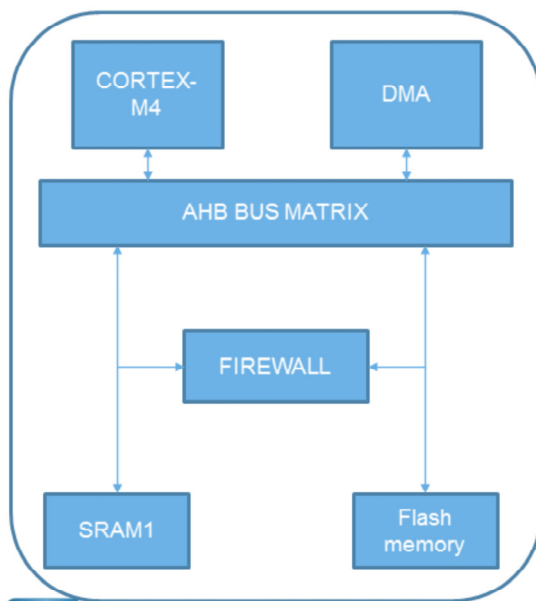 CORTEX-
M4
DMA
AHB BUS MATRIX
FIREWALL
SRAM1
Flash
memory